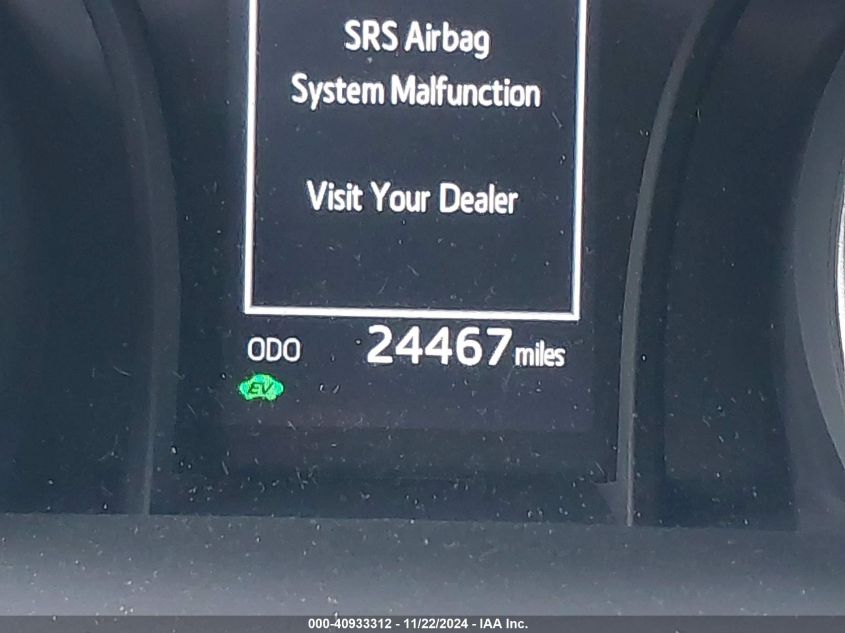 SRS Airbag
System Malfunction
Visit Your Dealer
ODO 24467 miles
EV
000-40933312 - 11/22/2024 - IAA Inc.